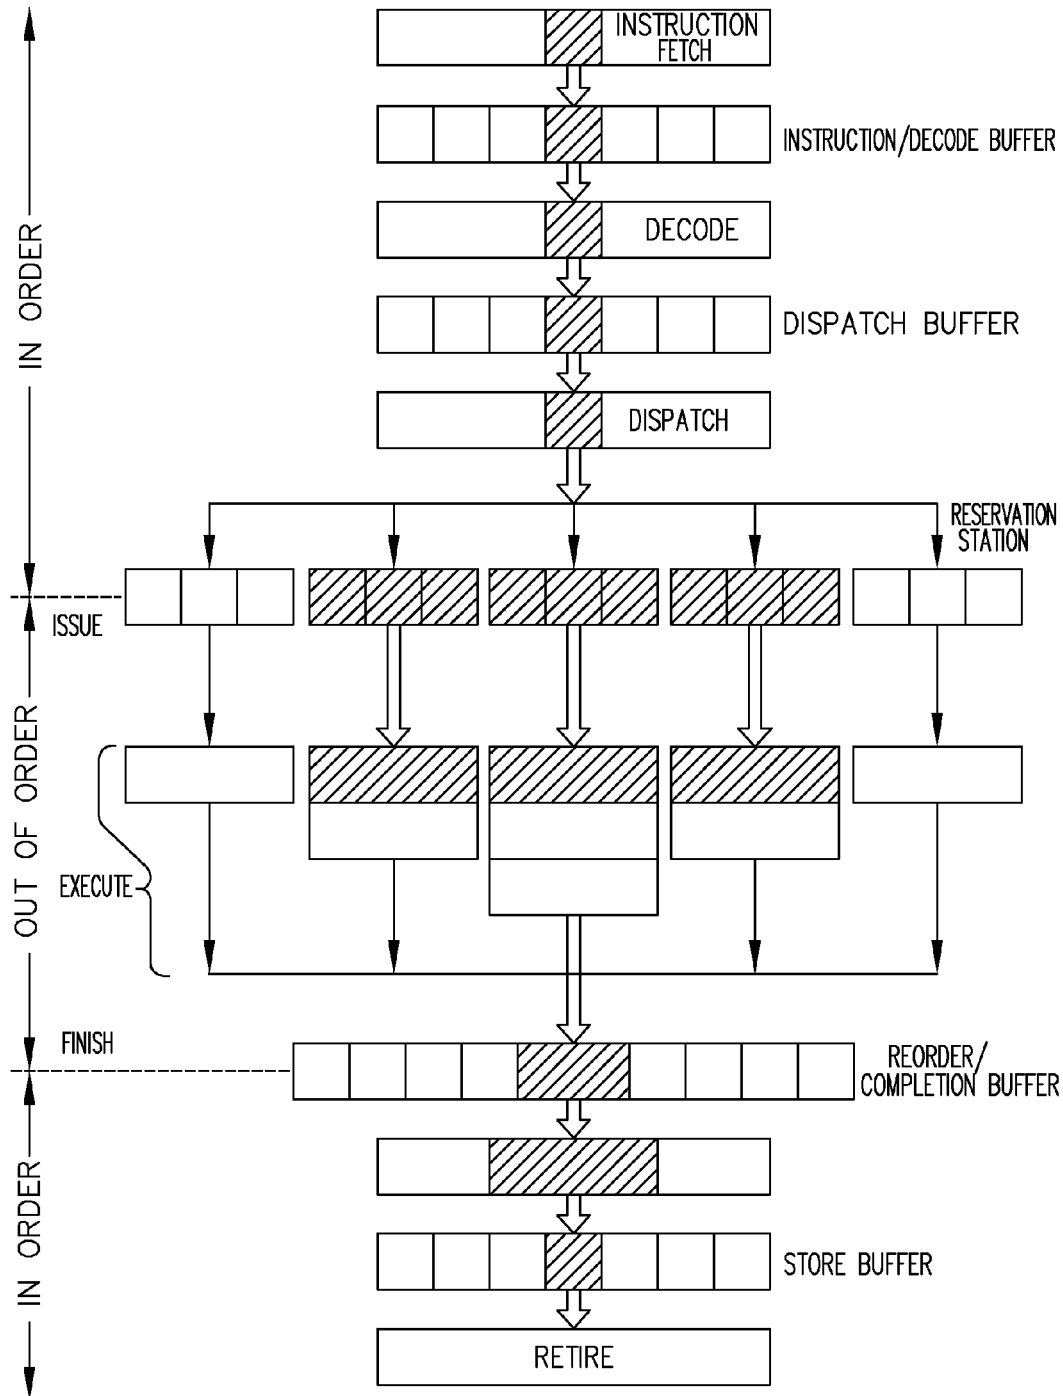 INSTRUCTION
FETCH
INSTRUCTION/DECODE BUFFER
DECODE
IN ORDER
DISPATCH BUFFER
DISPATCH
RESERVATION
STATION
ISSUE
OUT OF ORDER
EXECUTE
FINISH
REORDER/
COMPLETION BUFFER
IN ORDER
STORE BUFFER
RETIRE